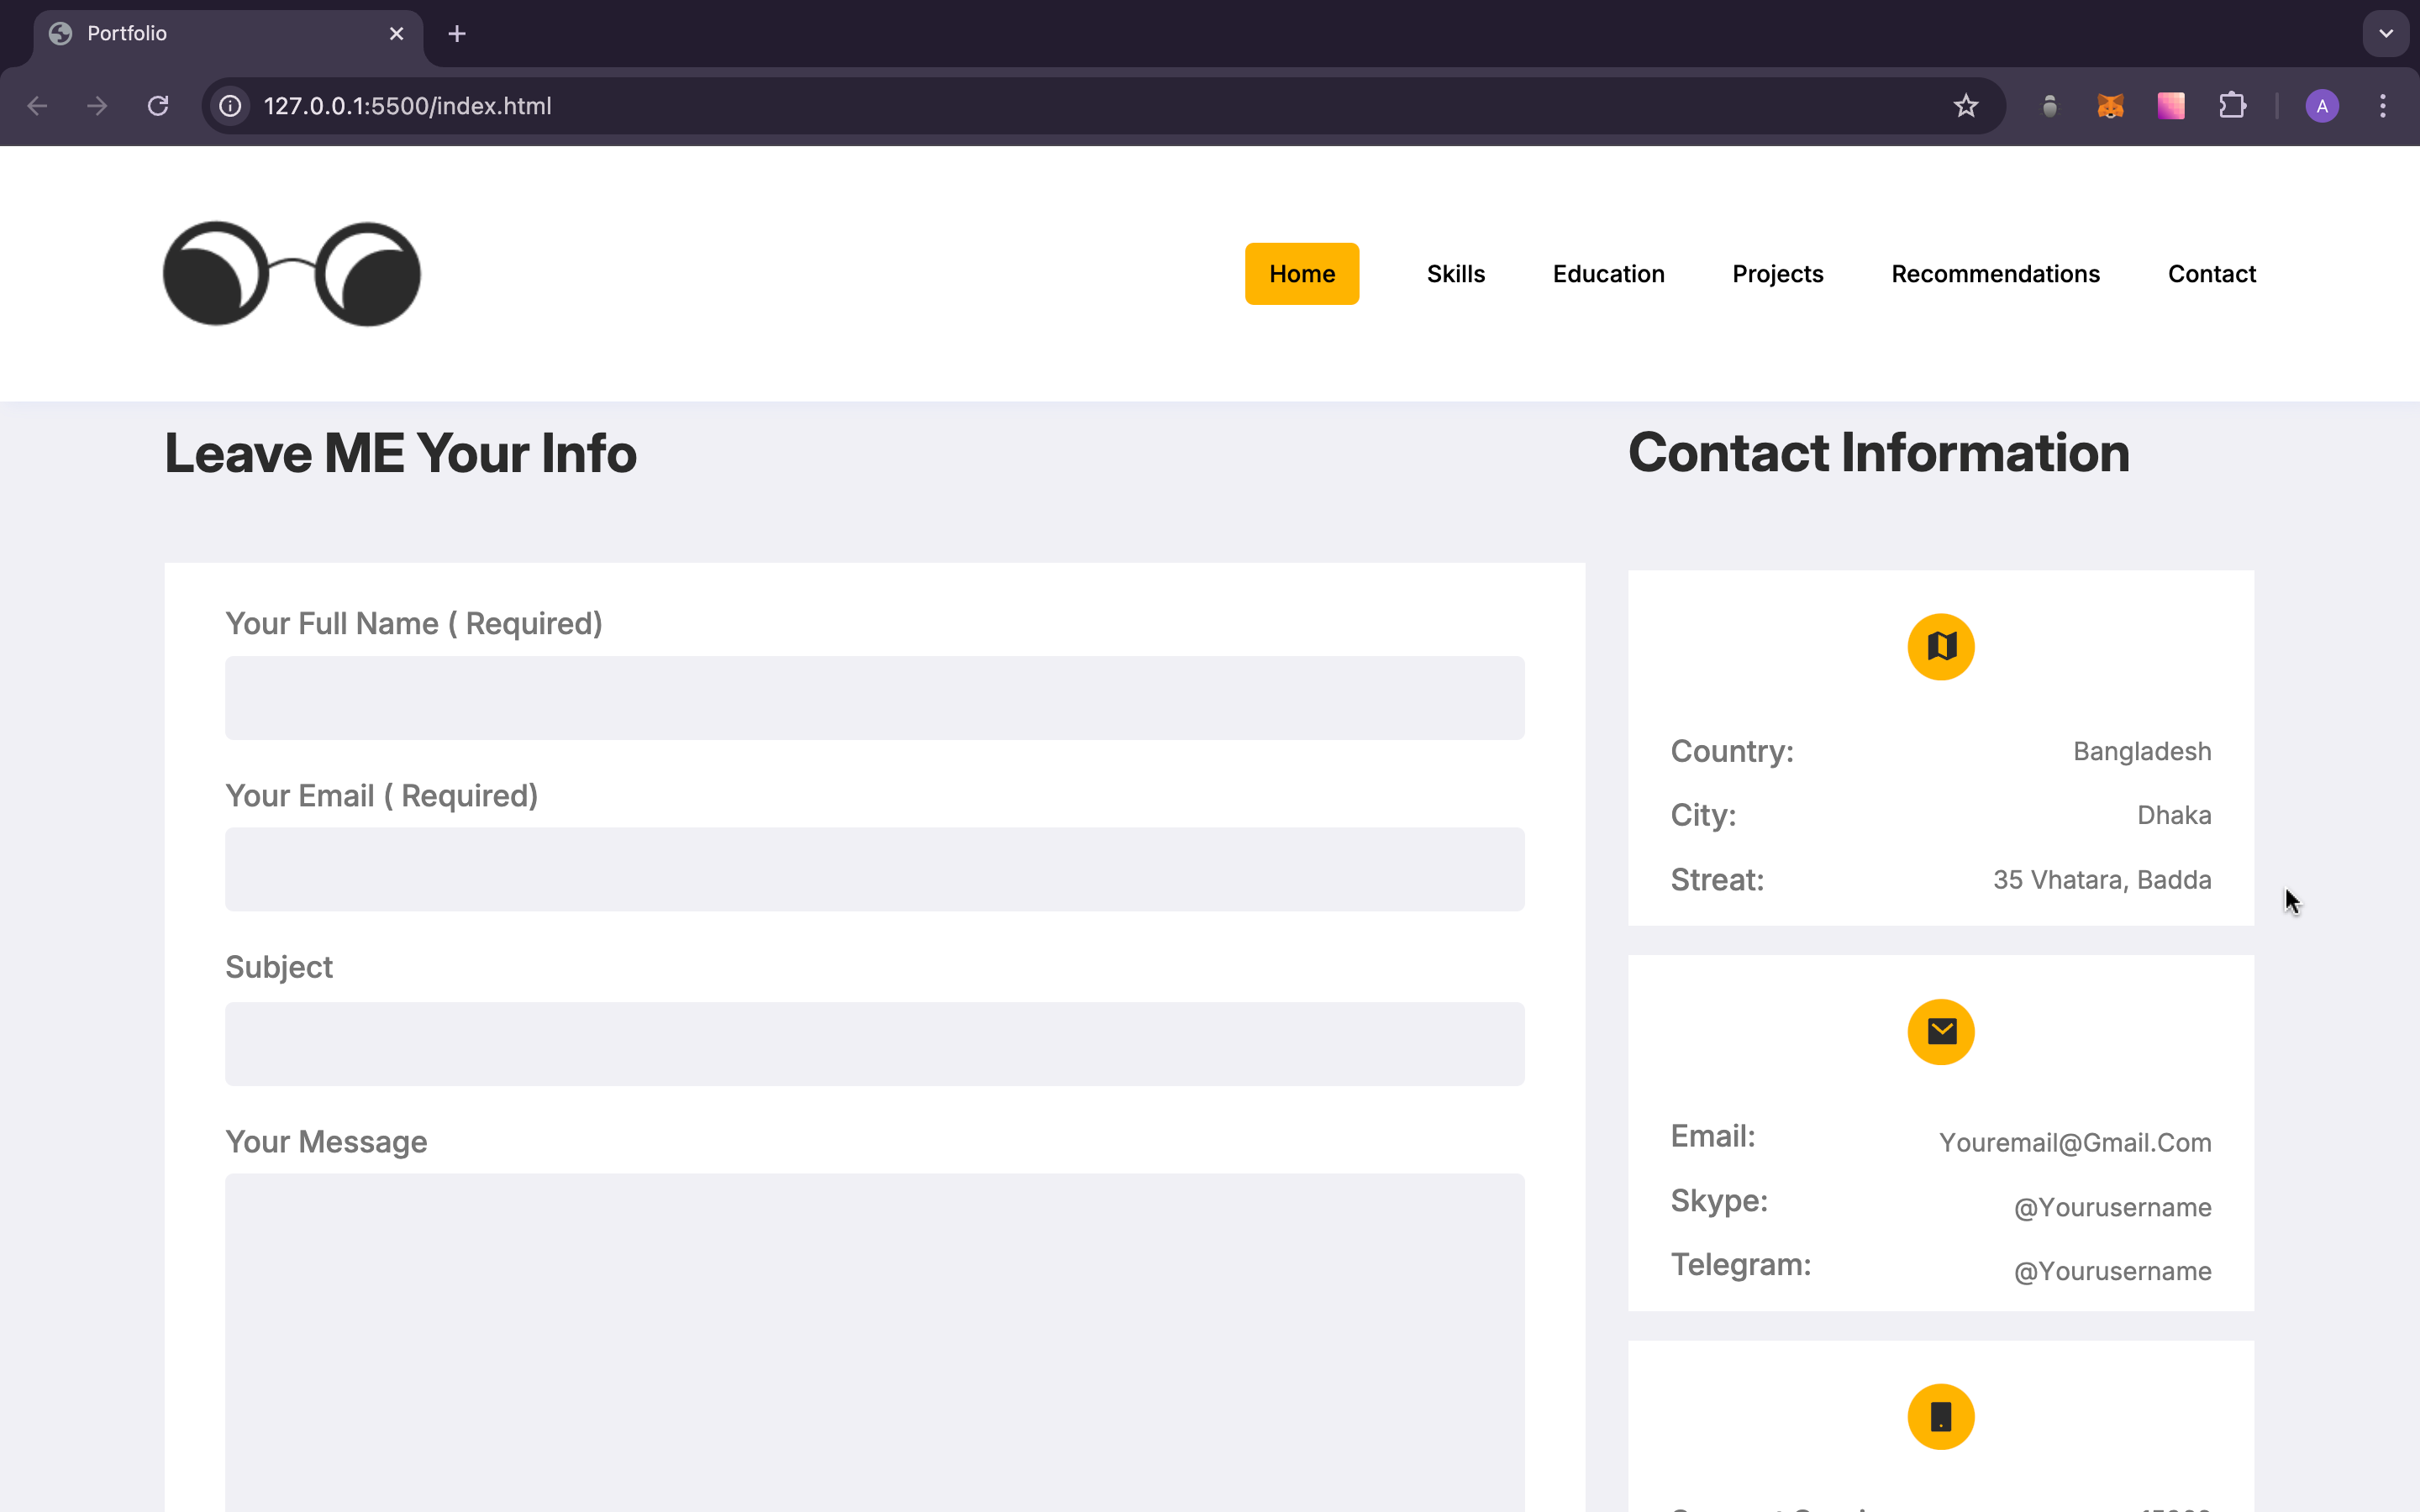 Portfolio
127.0.0.1:5500/index.html
A
Home Skills Education Projects Recommendations Contact
Leave ME Your Info
Your Full Name ( Required)
Your Email ( Required)
Subject
Your Message
Contact Information
Country: Bangladesh
City: Dhaka
Streat: 35 Vhatara, Badda
Email: Youremail@Gmail.Com
Skype: @Yourusername
Telegram: @Yourusername